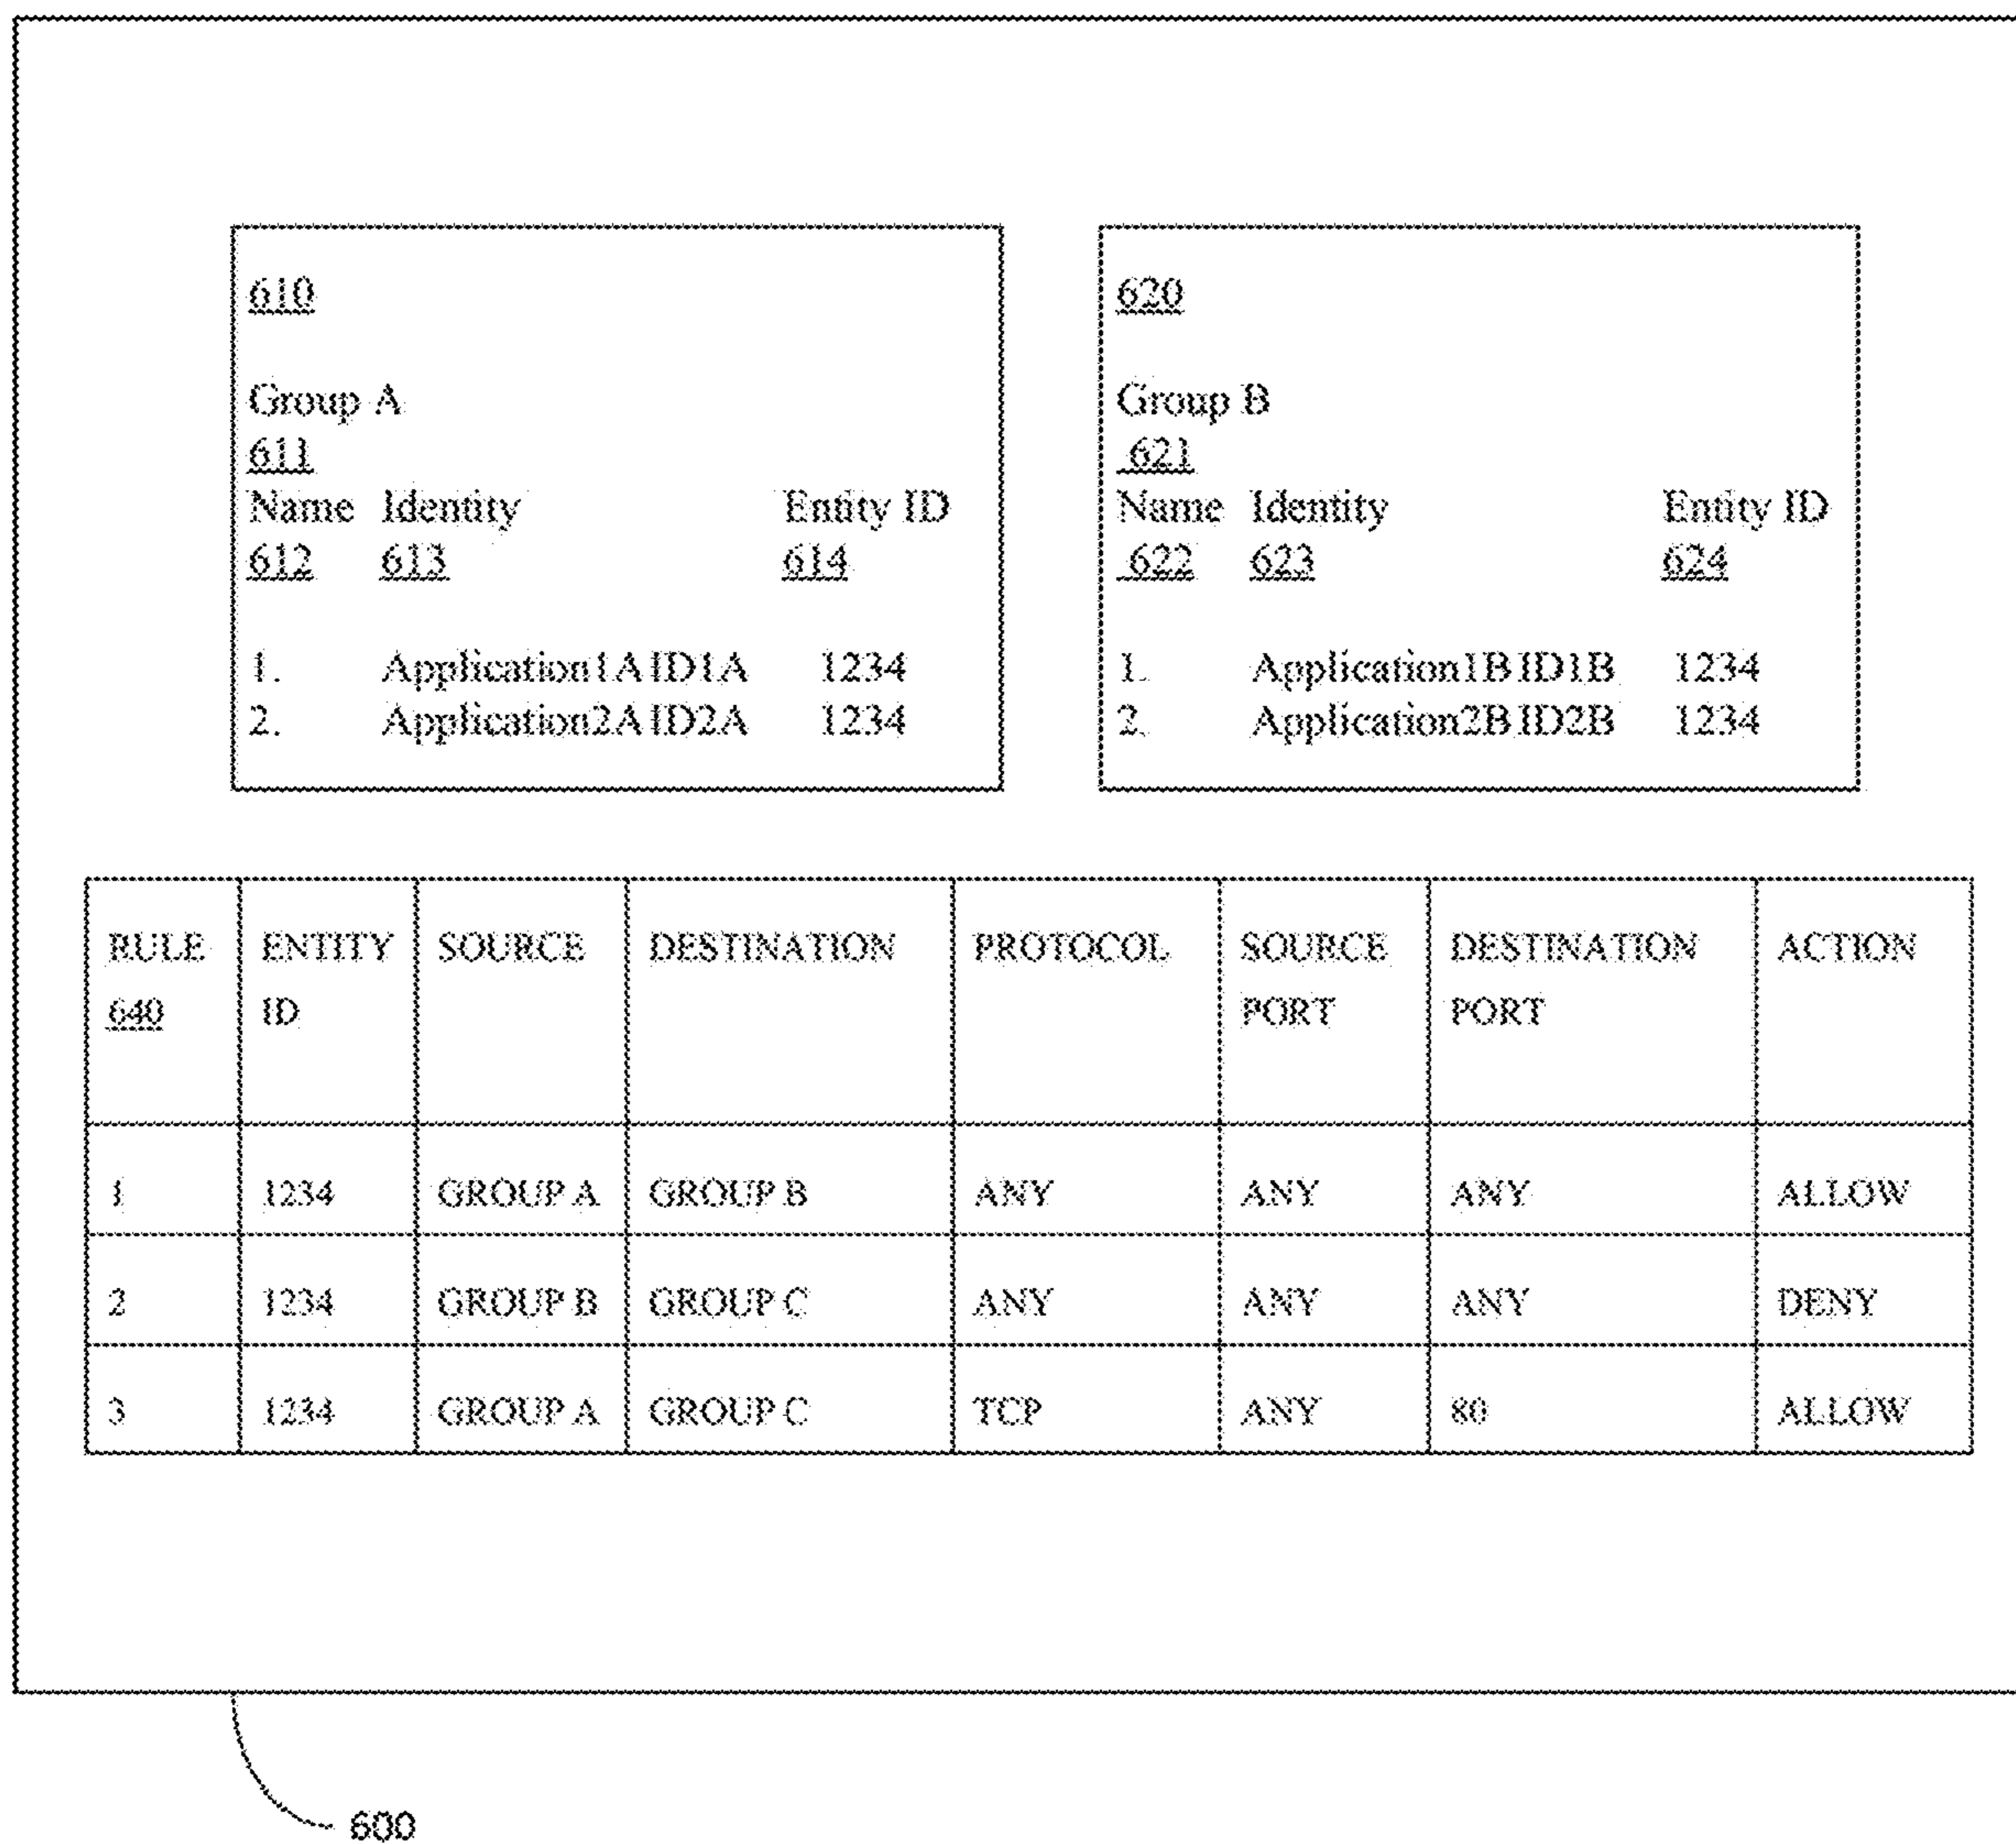 610
Group A
611
Name Identity Entity ID
612 613 614
1. Application1A ID1A 1234
2. Application2A ID2A 1234
620
Group B
621
Name Identity Entity ID
622 623 624
1. Application1B ID1B 1234
2. Application2B ID2B 1234
RULE 640 ENTITY ID SOURCE DESTINATION PROTOCOL SOURCE PORT DESTINATION PORT ACTION
1 1234 GROUP A GROUP B ANY ANY ANY ALLOW
2 1234 GROUP B GROUP C ANY ANY ANY DENY
3 1234 GROUP A GROUP C TCP ANY 80 ALLOW
600